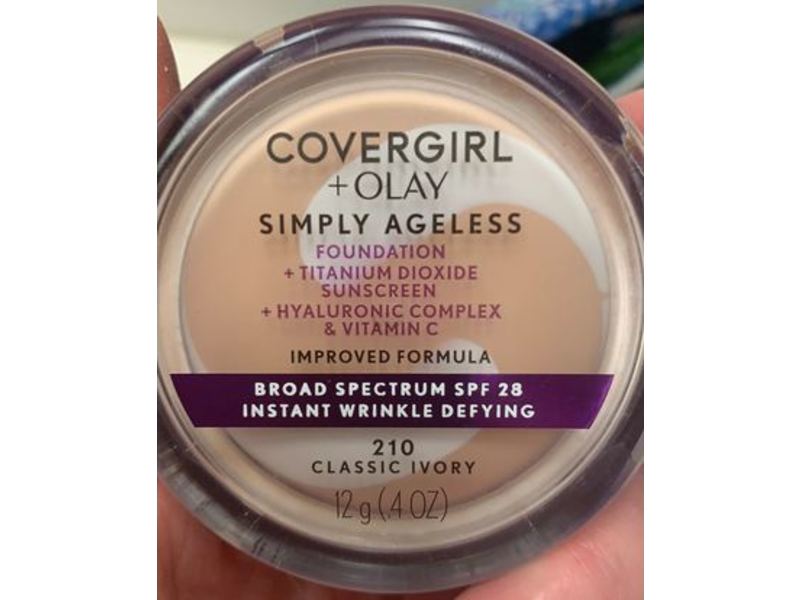 COVERGIRL
+OLAY
SIMPLY AGELESS
FOUNDATION
+ TITANIUM DIOXIDE
SUNSCREEN
+ HYALURONIC COMPLEX
& VITAMIN C
IMPROVED FORMULA
BROAD SPECTRUM SPF 28
INSTANT WRINKLE DEFYING
210
CLASSIC IVORY
12 g (.4 OZ)